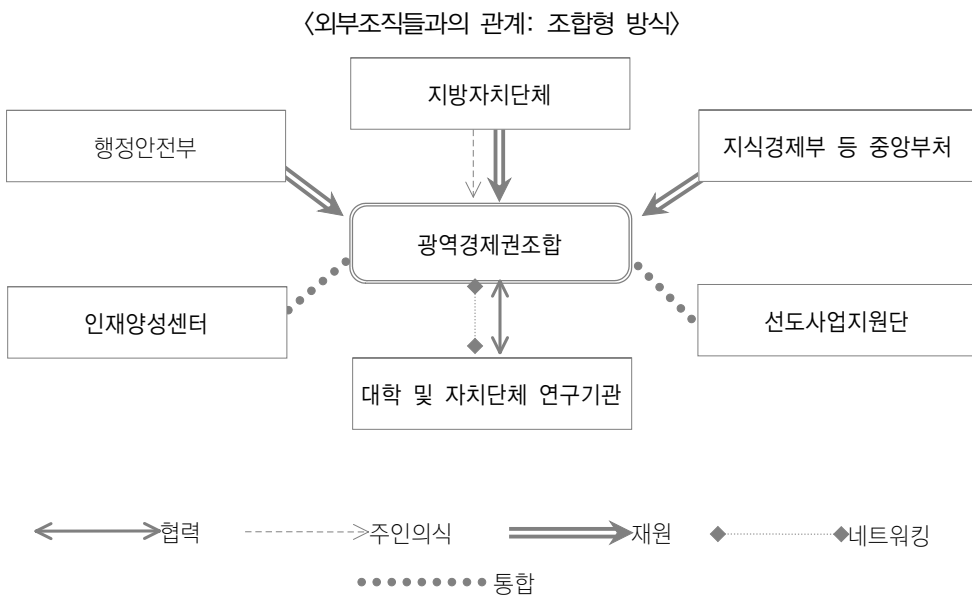 〈외부조직들과의 관계: 조합형 방식〉
지방자치단체
행정안전부
지식경제부 등 중앙부처
광역경제권조합
인재양성센터
선도사업지원단
대학 및 자치단체 연구기관
협력
주인의식
재원
네트워킹
통합